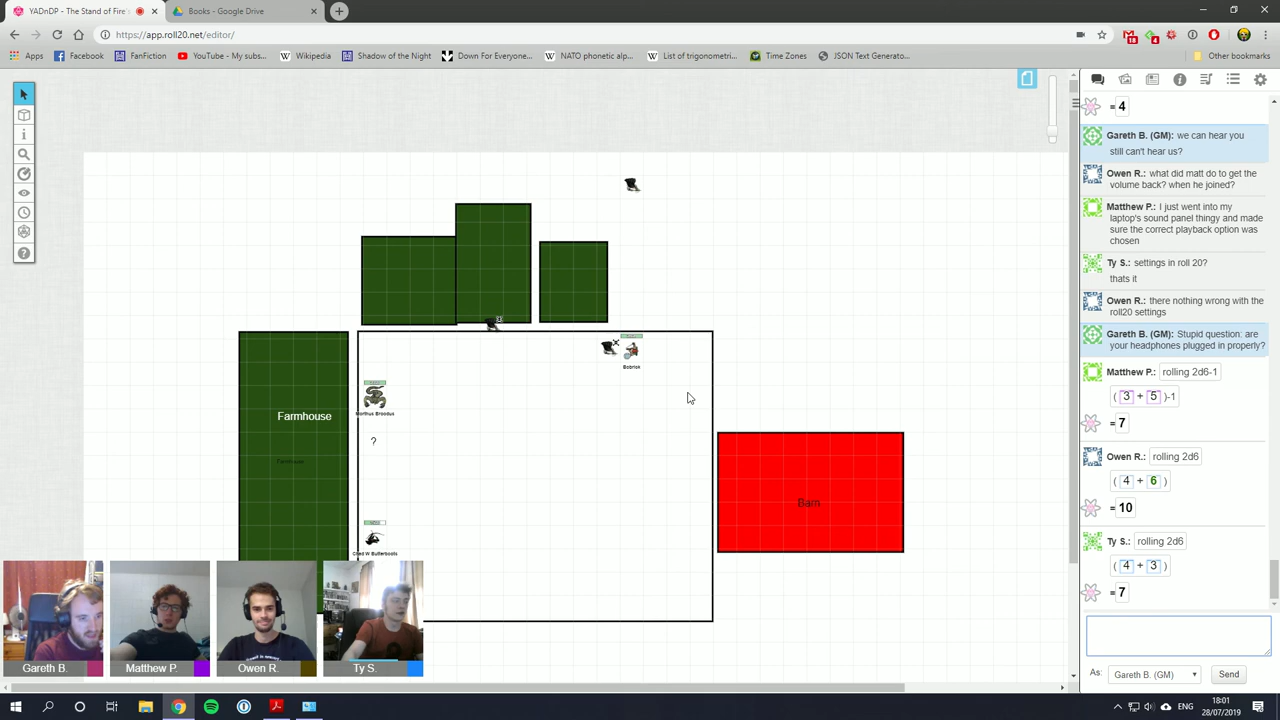 YADnDP - The Stand of Fire
Books - Google Drive
https://app.roll20.net/editor/
Apps
Facebook
FanFiction
YouTube - My subs...
Wikipedia
Shadow of the Night
Down For Everyone...
NATO phonetic alp...
List of trigonometri...
Time Zones
JSON Text Generato...
Other bookmarks
= 4
Gareth B. (GM): we can hear you
still can't hear us?
Owen R.: what did matt do to get the
volume back? when he joined?
Matthew P.: I just went into my
laptop's sound panel thingy and made
sure the correct playback option was
chosen
Ty S.: settings in roll 20?
thats it
Owen R.: there nothing wrong with the
roll20 settings
Gareth B. (GM): Stupid question: are
your headphones plugged in properly?
Matthew P.: rolling 2d6-1
(3 + 5)-1
= 7
Owen R.: rolling 2d6
(4 + 6)
= 10
Ty S.: rolling 2d6
(4 + 3)
= 7
As: Gareth B. (GM)
Send
Bobrick
Morthus Broodus
?
Farmhouse
Farmhouse
Chad W Butterboots
Barn
Gareth B.
Matthew P.
Owen R.
Ty S.
ENG
18:01
28/07/2019